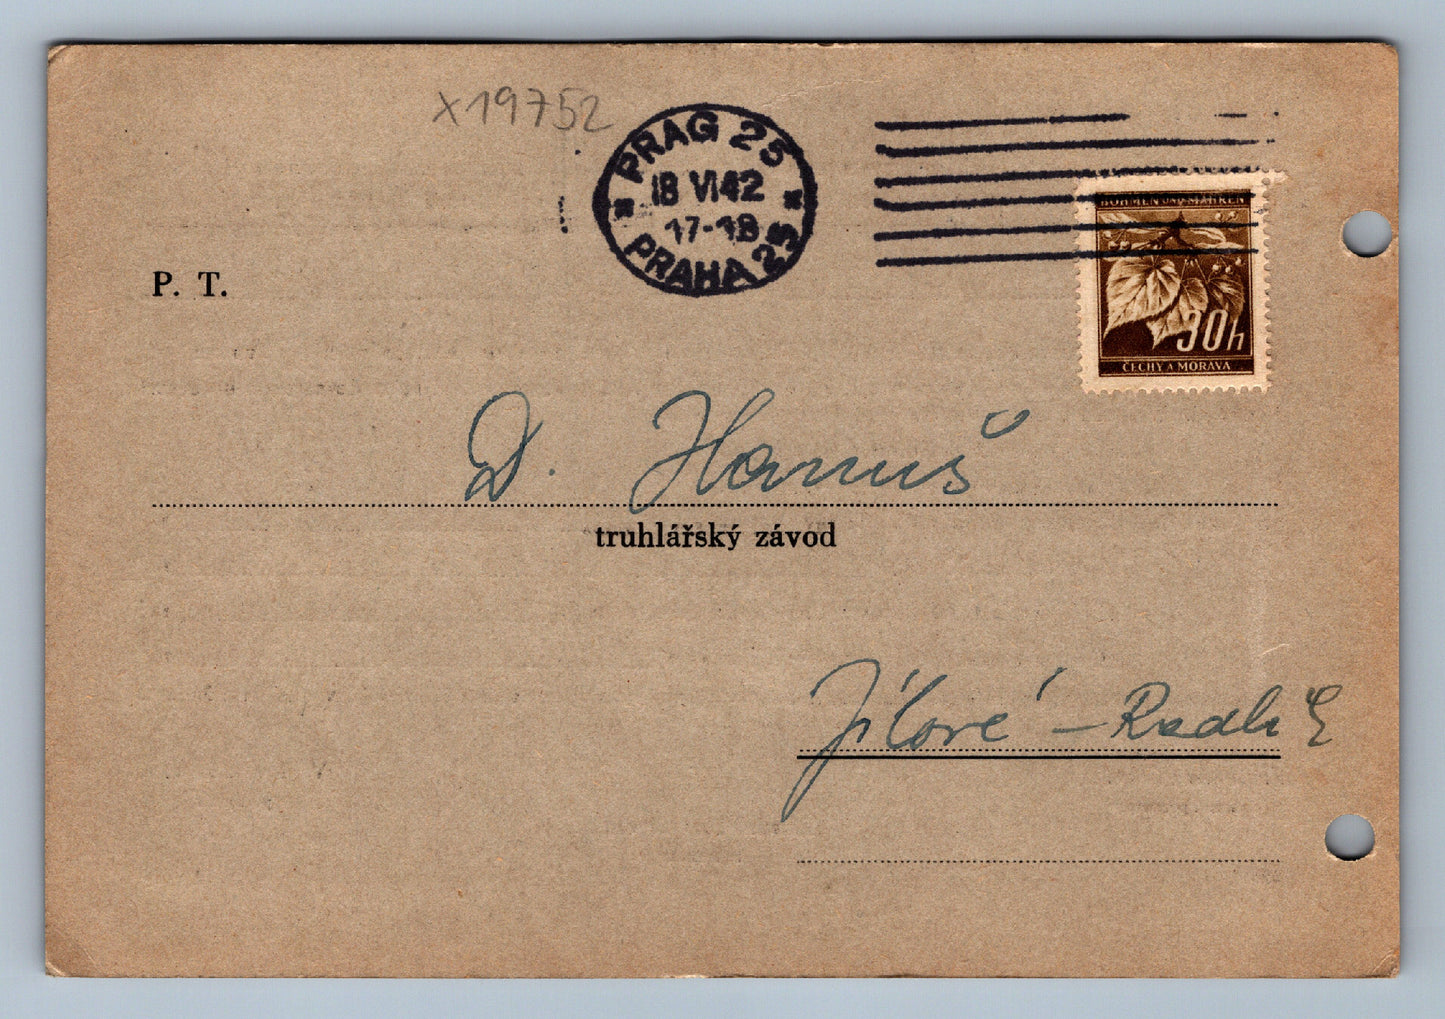 x19752
PRAG 25
18 VI 42
17-18
PRAHA 25
BÖHMEN UND MÄHREN
30h
ČECHY A MORAVA
P. T.
D. Hanuš
truhlářský závod
Jílové - Radlík